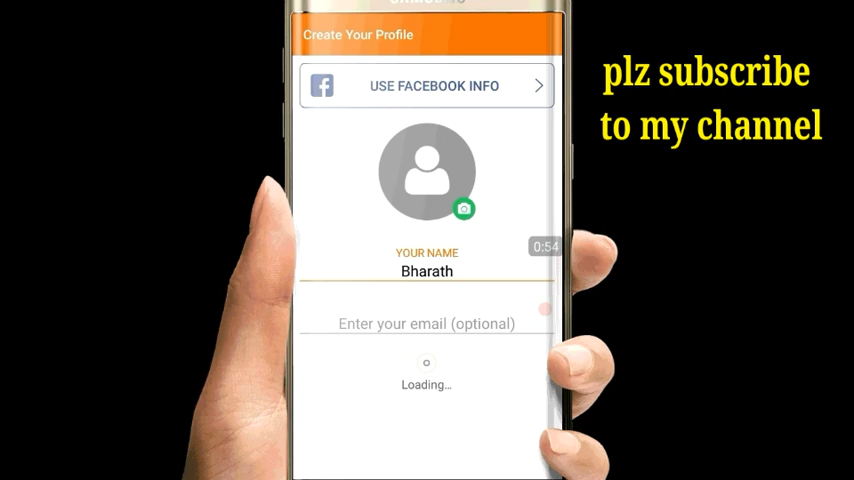 Create Your Profile
plz subscribe
to my channel
USE FACEBOOK INFO
YOUR NAME
0:54
Bharath
Enter your email (optional)
Loading...